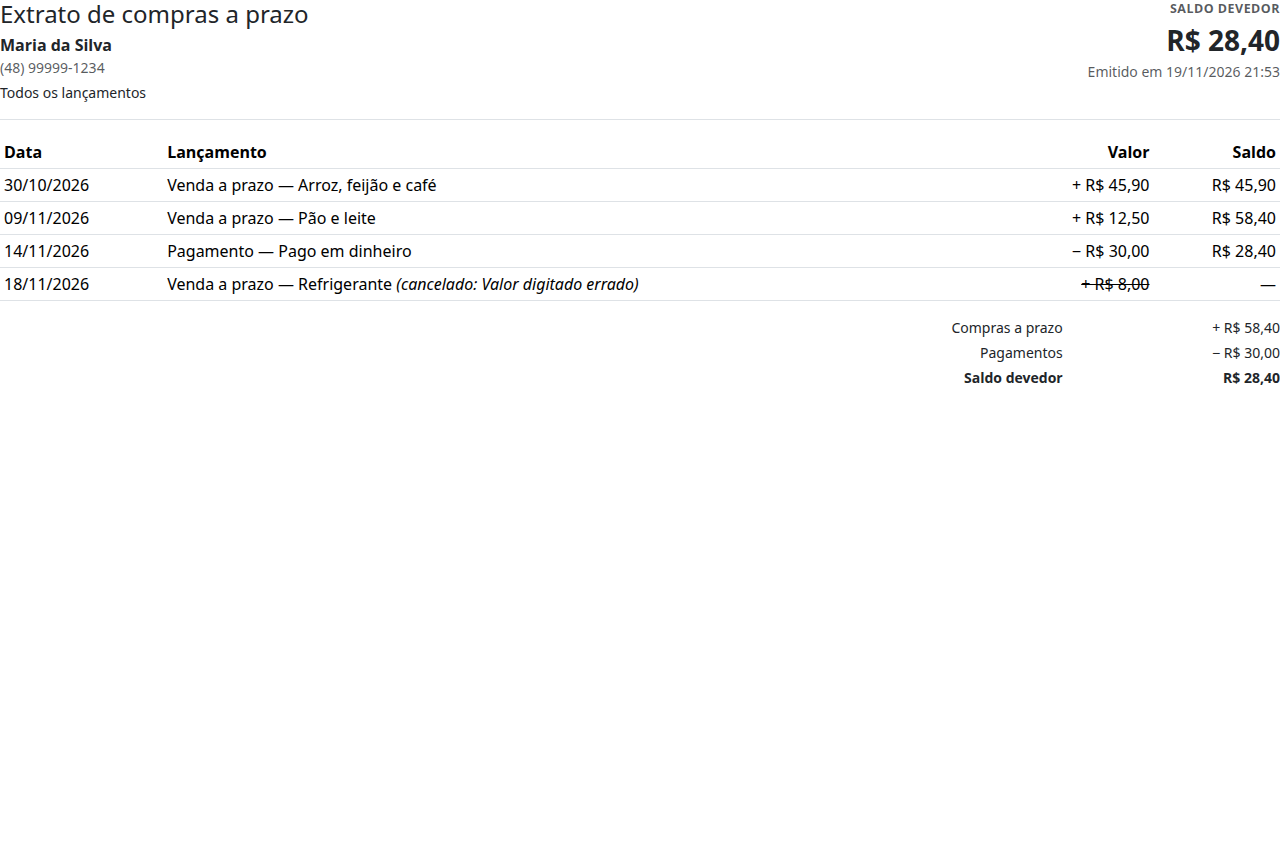 Extrato de compras a prazo
Maria da Silva
(48) 99999-1234
Todos os lançamentos
SALDO DEVEDOR
R$ 28,40
Emitido em 19/11/2026 21:53
Data Lançamento Valor Saldo
30/10/2026 Venda a prazo — Arroz, feijão e café + R$ 45,90 R$ 45,90
09/11/2026 Venda a prazo — Pão e leite + R$ 12,50 R$ 58,40
14/11/2026 Pagamento — Pago em dinheiro − R$ 30,00 R$ 28,40
18/11/2026 Venda a prazo — Refrigerante (cancelado: Valor digitado errado) + R$ 8,00 —
Compras a prazo + R$ 58,40
Pagamentos − R$ 30,00
Saldo devedor R$ 28,40